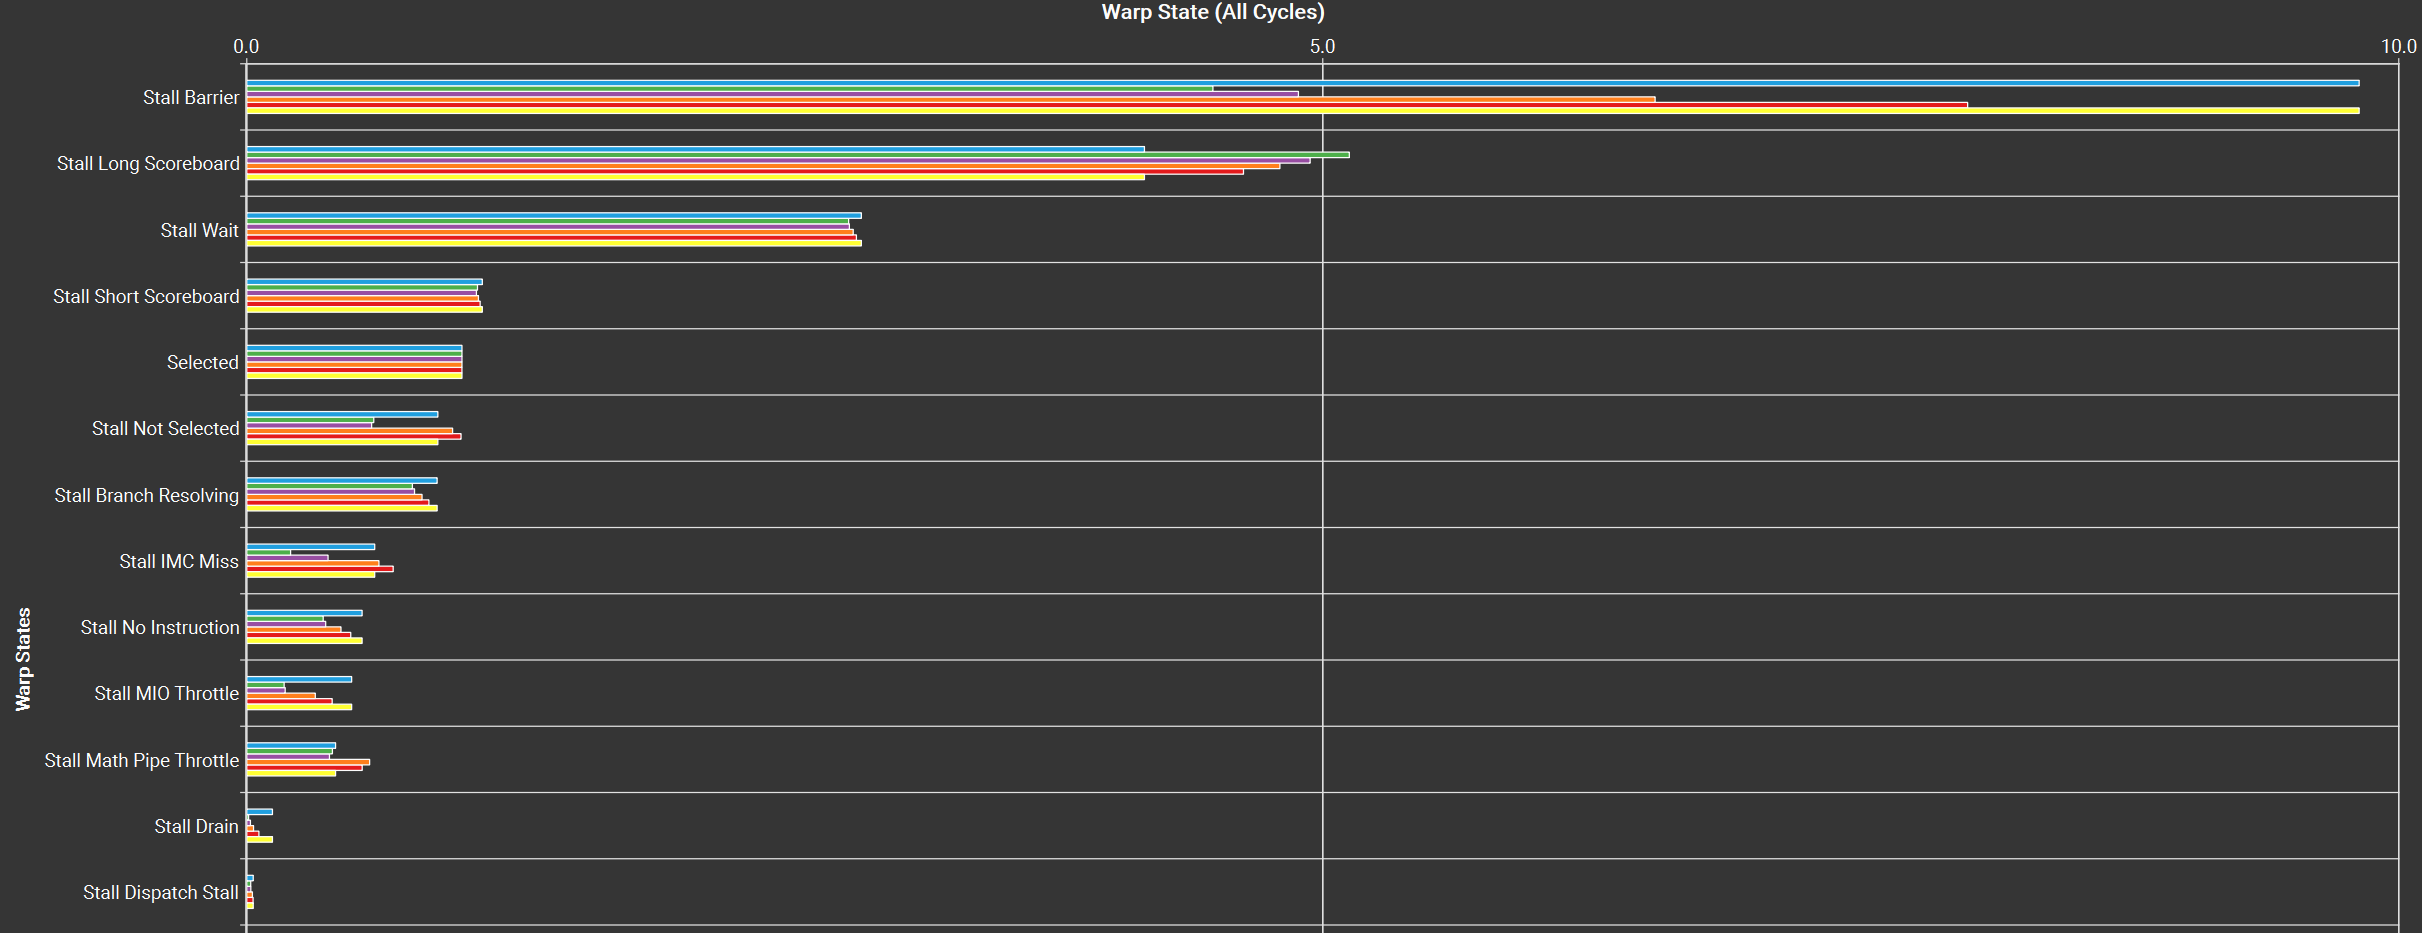 Warp State (All Cycles)
0.0 5.0 10.0
Stall Barrier
Stall Long Scoreboard
Stall Wait
Stall Short Scoreboard
Selected
Stall Not Selected
Stall Branch Resolving
Stall IMC Miss
Stall No Instruction
Stall MIO Throttle
Stall Math Pipe Throttle
Stall Drain
Stall Dispatch Stall
Warp States